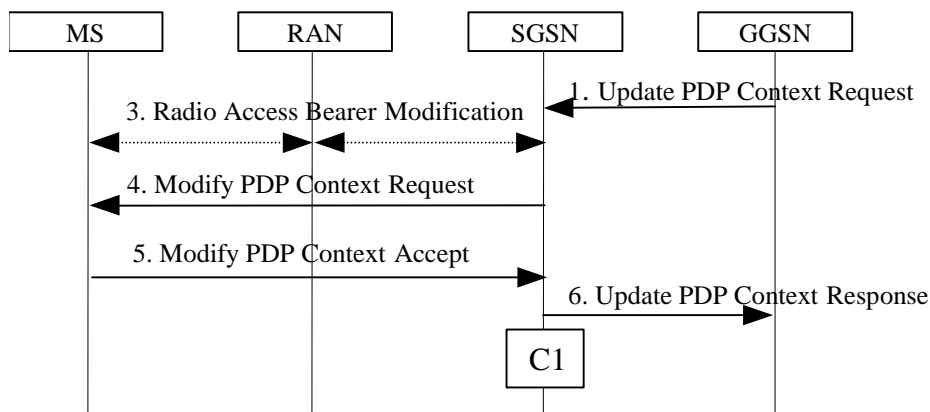 MS RAN SGSN GGSN
1. Update PDP Context Request
3. Radio Access Bearer Modification
4. Modify PDP Context Request
5. Modify PDP Context Accept
6. Update PDP Context Response
C1